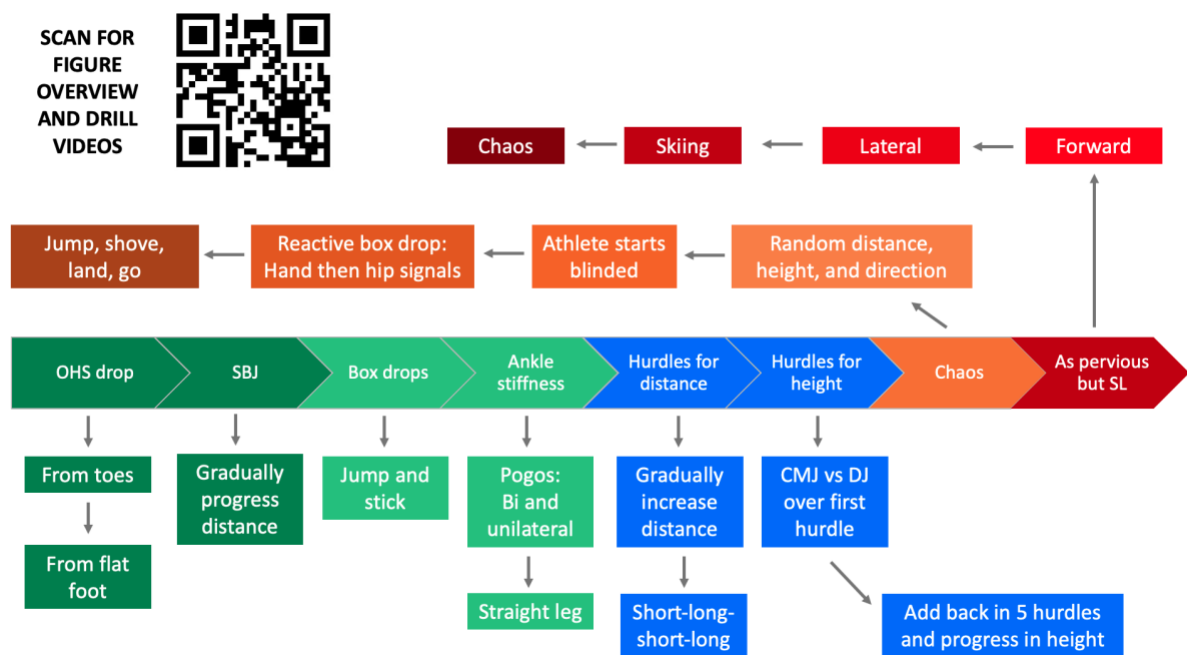 SCAN FOR
FIGURE
OVERVIEW
AND DRILL
VIDEOS
Chaos
Skiing
Lateral
Forward
Jump, shove,
land, go
Reactive box drop:
Hand then hip signals
Athlete starts
blinded
Random distance,
height, and direction
OHS drop
SBJ
Box drops
Ankle
stiffness
Hurdles for
distance
Hurdles for
height
Chaos
As pervious
but SL
From toes
From flat
foot
Gradually
progress
distance
Jump and
stick
Pogos:
Bi and
unilateral
Straight leg
Gradually
increase
distance
Short-long-
short-long
CMJ vs DJ
over first
hurdle
Add back in 5 hurdles
and progress in height